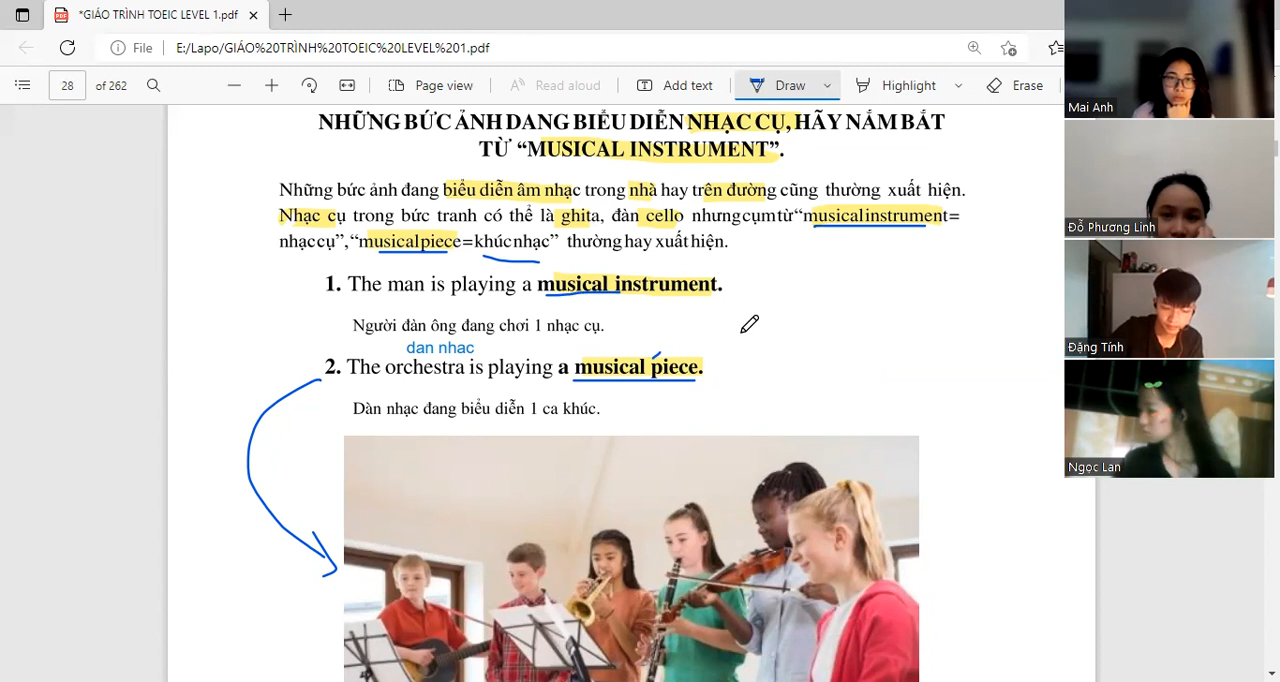 *GIÁO TRÌNH TOEIC LEVEL 1.pdf
File E:/Lapo/GIÁO%20TRÌNH%20TOEIC%20LEVEL%201.pdf
28 of 262 Page view Read aloud Add text Draw Highlight Erase
NHỮNG BỨC ẢNH DANG BIỂU DIỄN NHẠC CỤ, HÃY NẮM BẮT
TỪ “MUSICAL INSTRUMENT”.
Những bức ảnh đang biểu diễn âm nhạc trong nhà hay trên đường cũng thường xuất hiện.
Nhạc cụ trong bức tranh có thể là ghita, đàn cello nhưng cụm từ “musical instrument=
nhạc cụ”, “musical piece=khúc nhạc” thường hay xuất hiện.
1. The man is playing a musical instrument.
Người đàn ông đang chơi 1 nhạc cụ.
dan nhac
2. The orchestra is playing a musical piece.
Dàn nhạc đang biểu diễn 1 ca khúc.
Mai Anh
Đỗ Phương Linh
Đặng Tính
Ngọc Lan